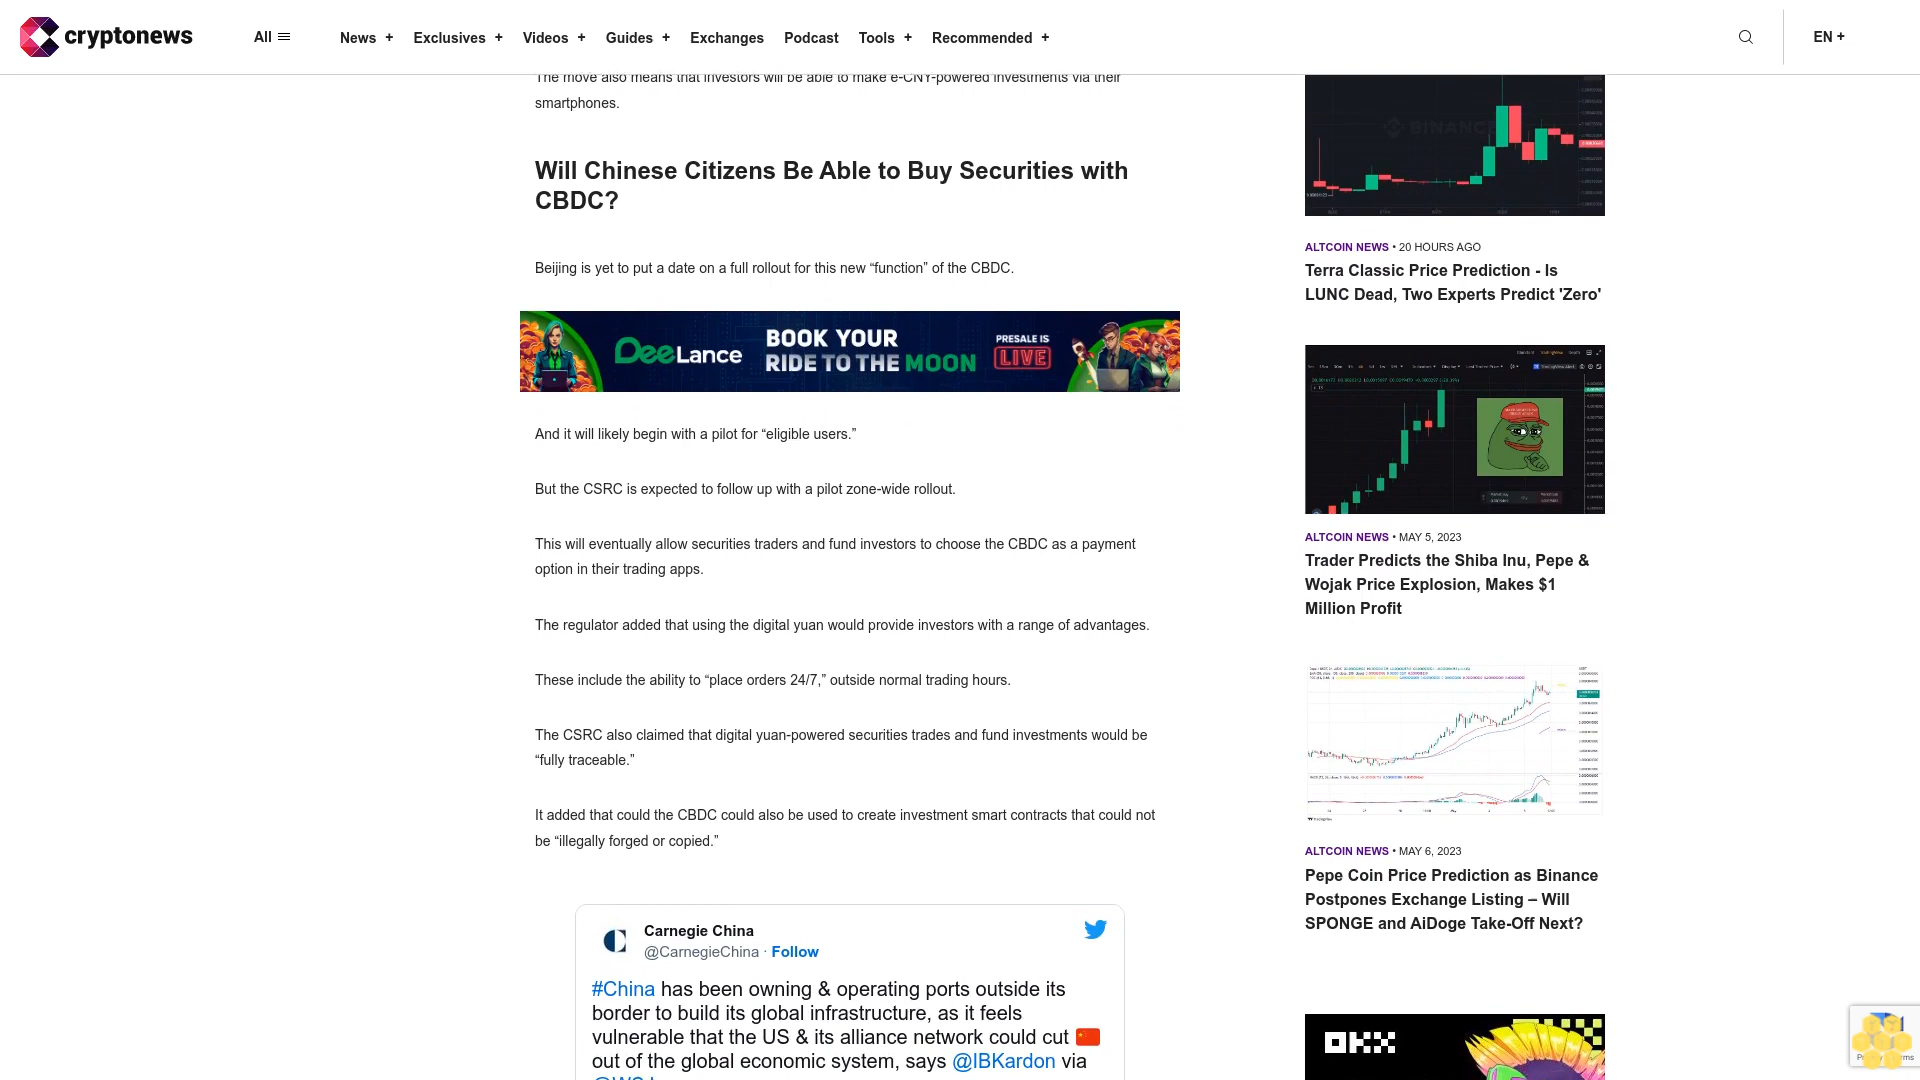 cryptonews
All
News +
Exclusives +
Videos +
Guides +
Exchanges
Podcast
Tools +
Recommended +
EN +
The move also means that investors will be able to make e-CNY-powered investments via their
smartphones.
Will Chinese Citizens Be Able to Buy Securities with
CBDC?
Beijing is yet to put a date on a full rollout for this new “function” of the CBDC.
DeeLance
BOOK YOUR
RIDE TO THE MOON
PRESALE IS
LIVE
And it will likely begin with a pilot for “eligible users.”
But the CSRC is expected to follow up with a pilot zone-wide rollout.
This will eventually allow securities traders and fund investors to choose the CBDC as a payment
option in their trading apps.
The regulator added that using the digital yuan would provide investors with a range of advantages.
These include the ability to “place orders 24/7,” outside normal trading hours.
The CSRC also claimed that digital yuan-powered securities trades and fund investments would be
“fully traceable.”
It added that could the CBDC could also be used to create investment smart contracts that could not
be “illegally forged or copied.”
Carnegie China
@CarnegieChina · Follow
#China has been owning & operating ports outside its
border to build its global infrastructure, as it feels
vulnerable that the US & its alliance network could cut
out of the global economic system, says @IBKardon via
BINANCE
ALTCOIN NEWS • 20 HOURS AGO
Terra Classic Price Prediction - Is
LUNC Dead, Two Experts Predict 'Zero'
ALTCOIN NEWS • MAY 5, 2023
Trader Predicts the Shiba Inu, Pepe &
Wojak Price Explosion, Makes $1
Million Profit
ALTCOIN NEWS • MAY 6, 2023
Pepe Coin Price Prediction as Binance
Postpones Exchange Listing – Will
SPONGE and AiDoge Take-Off Next?
OKX